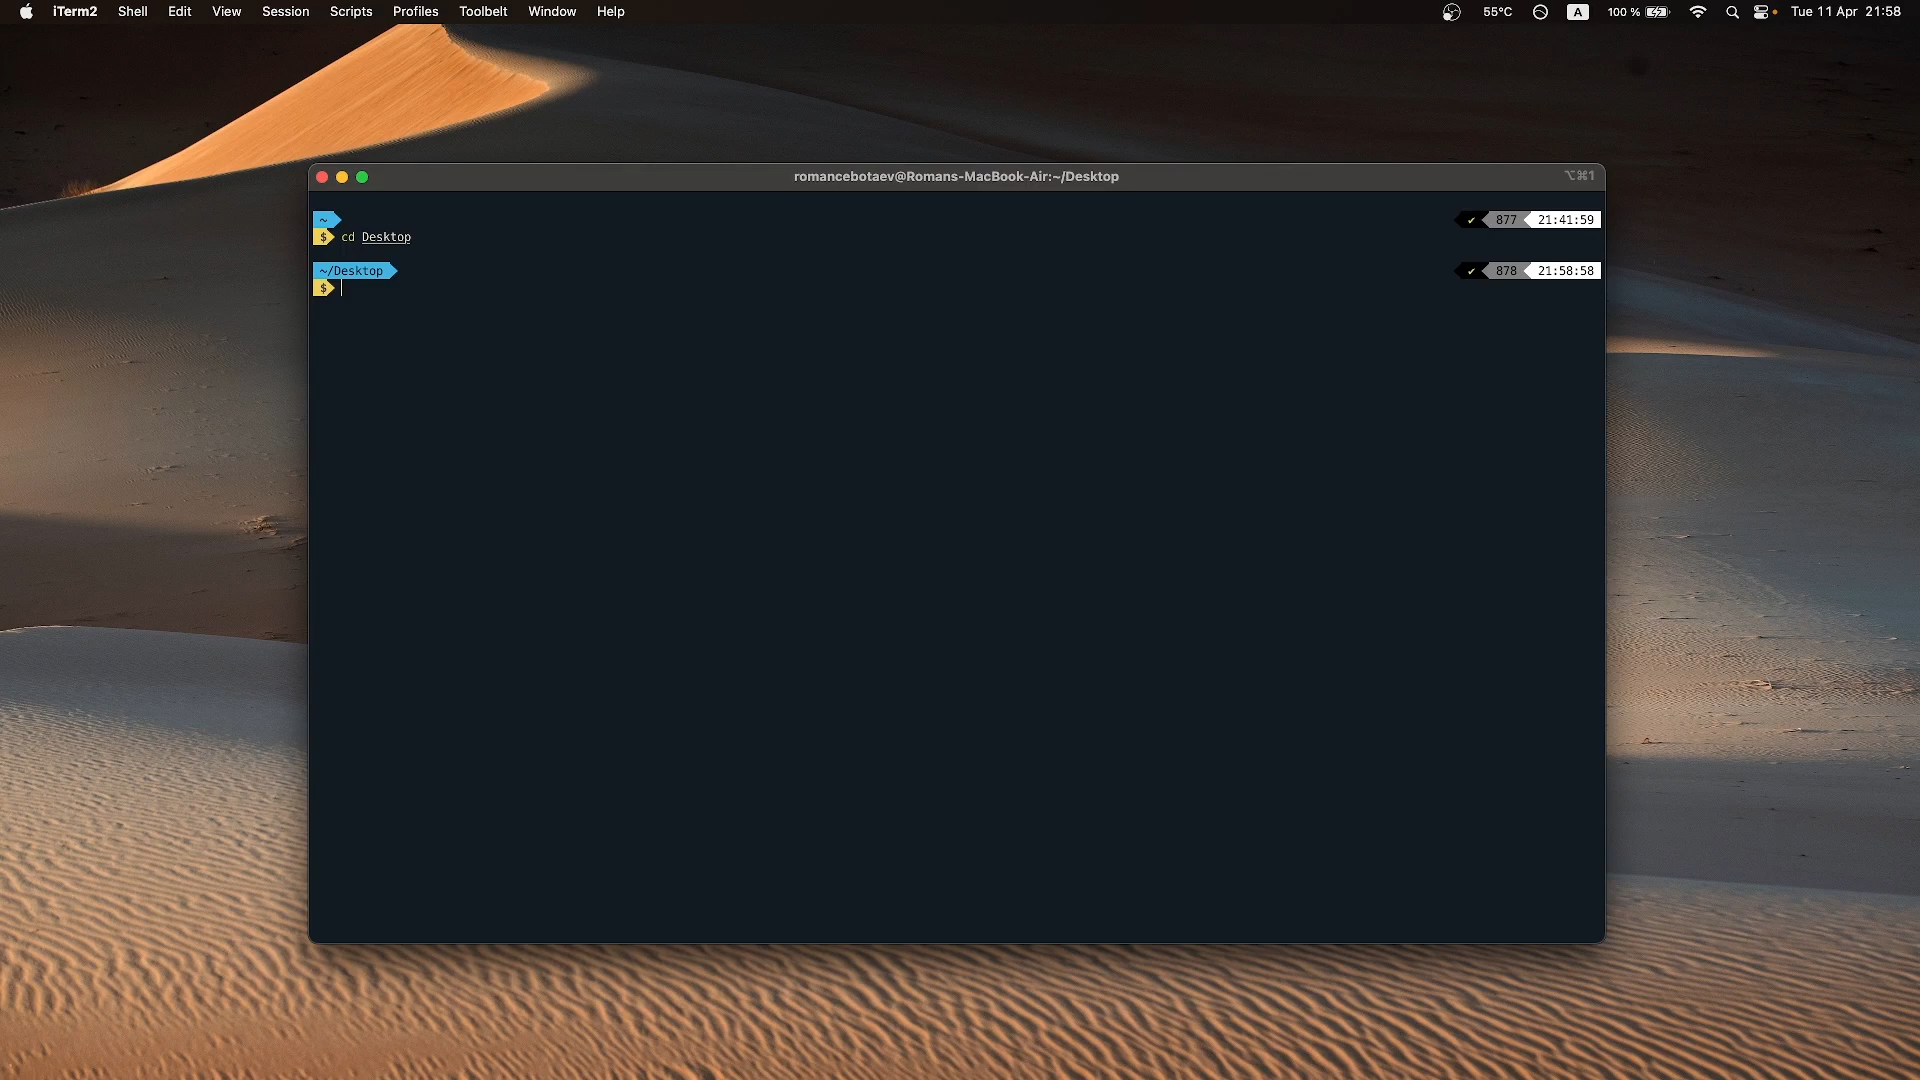 iTerm2 Shell Edit View Session Scripts Profiles Toolbelt Window Help 55°C A 100 % Tue 11 Apr 21:58
romancebotaev@Romans-MacBook-Air:~/Desktop ⌥⌘1
~ ✔ 877 21:41:59
$ cd Desktop
~/Desktop ✔ 878 21:58:58
$